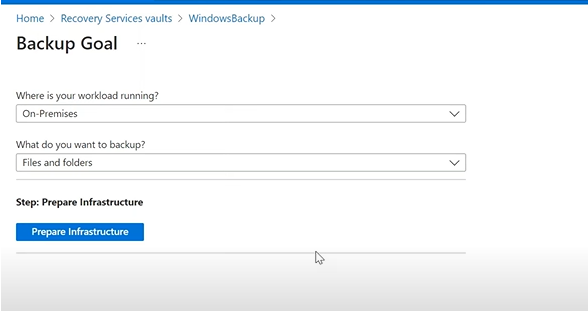 Home > Recovery Services vaults > WindowsBackup >
Backup Goal ...
Where is your workload running?
On-Premises
What do you want to backup?
Files and folders
Step: Prepare Infrastructure
Prepare Infrastructure